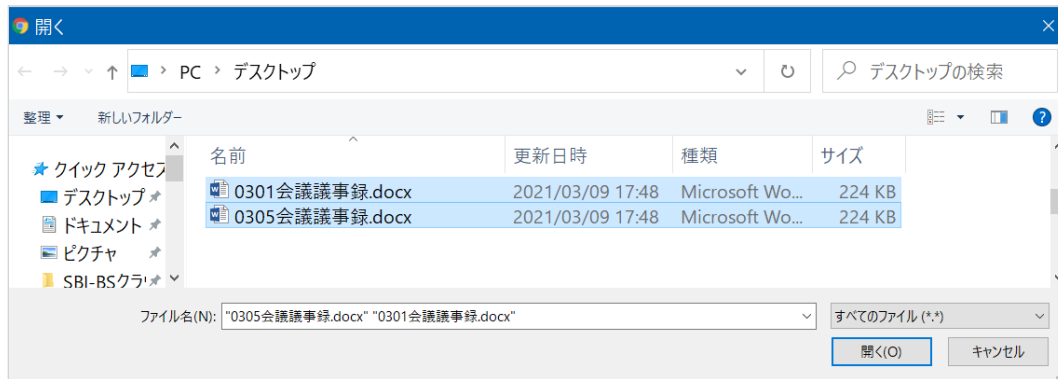 開く
PC > デスクトップ
デスクトップの検索
整理
新しいフォルダー
名前 更新日時 種類 サイズ
0301会議議事録.docx 2021/03/09 17:48 Microsoft Wo... 224 KB
0305会議議事録.docx 2021/03/09 17:48 Microsoft Wo... 224 KB
クイック アクセス
デスクトップ
ドキュメント
ピクチャ
SBI-BSクラウ
ファイル名(N): "0305会議議事録.docx" "0301会議議事録.docx"
すべてのファイル (*.*)
開く(O)
キャンセル